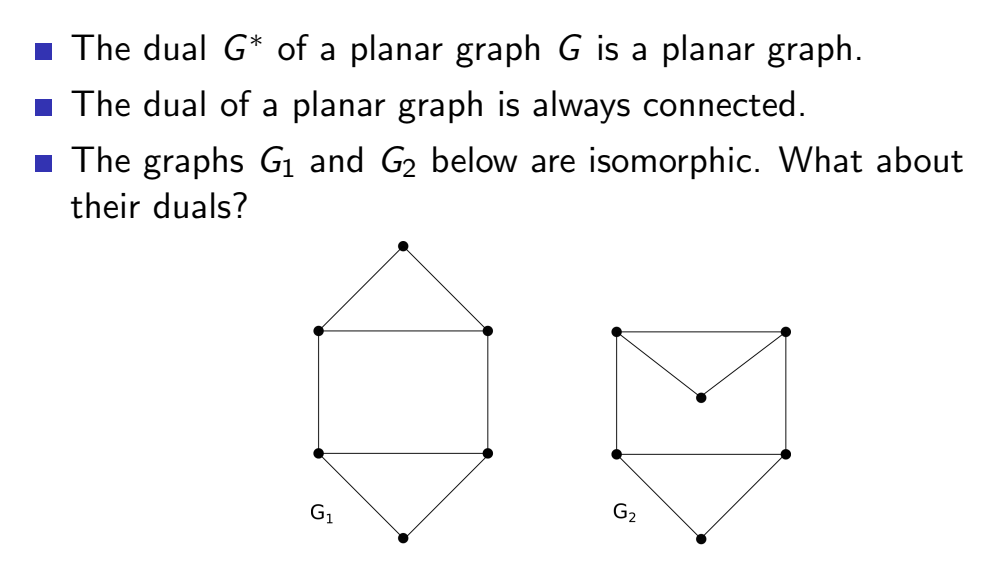 The dual G* of a planar graph G is a planar graph.
The dual of a planar graph is always connected.
The graphs G₁ and G₂ below are isomorphic. What about
their duals?
G₁
G₂